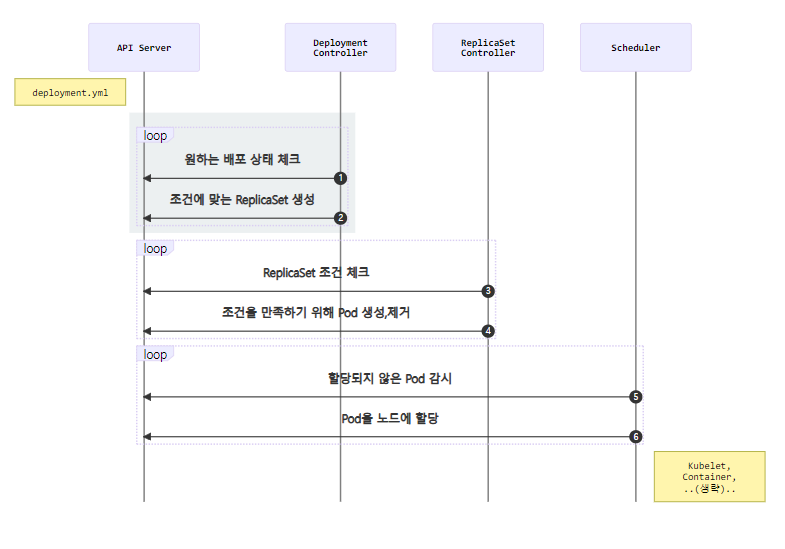 API Server
Deployment
Controller
ReplicaSet
Controller
Scheduler
deployment.yml
loop
원하는 배포 상태 체크
1
조건에 맞는 ReplicaSet 생성
2
loop
ReplicaSet 조건 체크
3
조건을 만족하기 위해 Pod 생성,제거
4
loop
할당되지 않은 Pod 감시
5
Pod을 노드에 할당
6
Kubelet,
Container,
..(생략)..